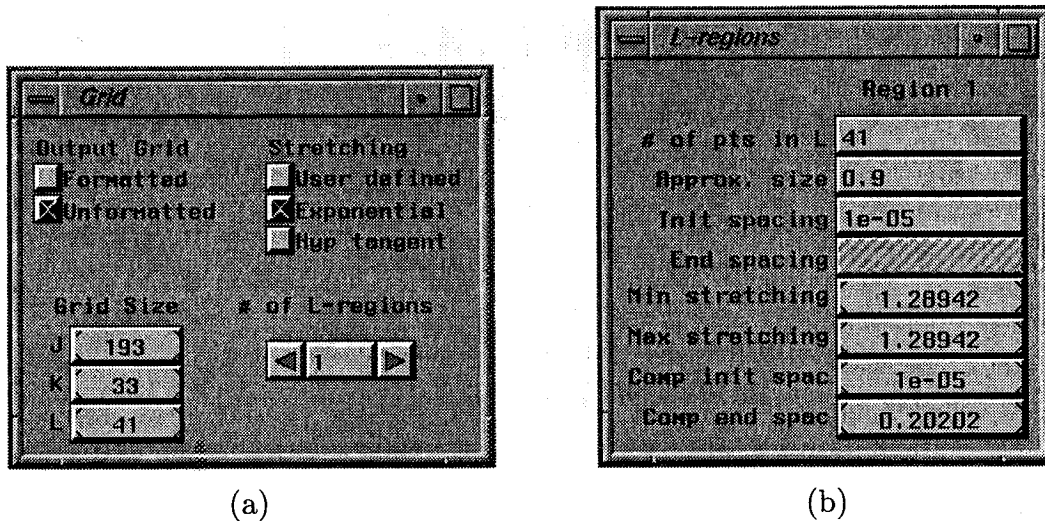 Grid
Output Grid
Formatted
Unformatted
Stretching
User defined
Exponential
Hyp tangent
Grid Size
J 193
K 33
L 41
# of L-regions
1
(a)
L-regions
Region 1
# of pts in L 41
Approx. size 0.9
Init spacing 1e-05
End spacing
Min stretching 1.28942
Max stretching 1.28942
Comp init spac 1e-05
Comp end spac 0.20202
(b)